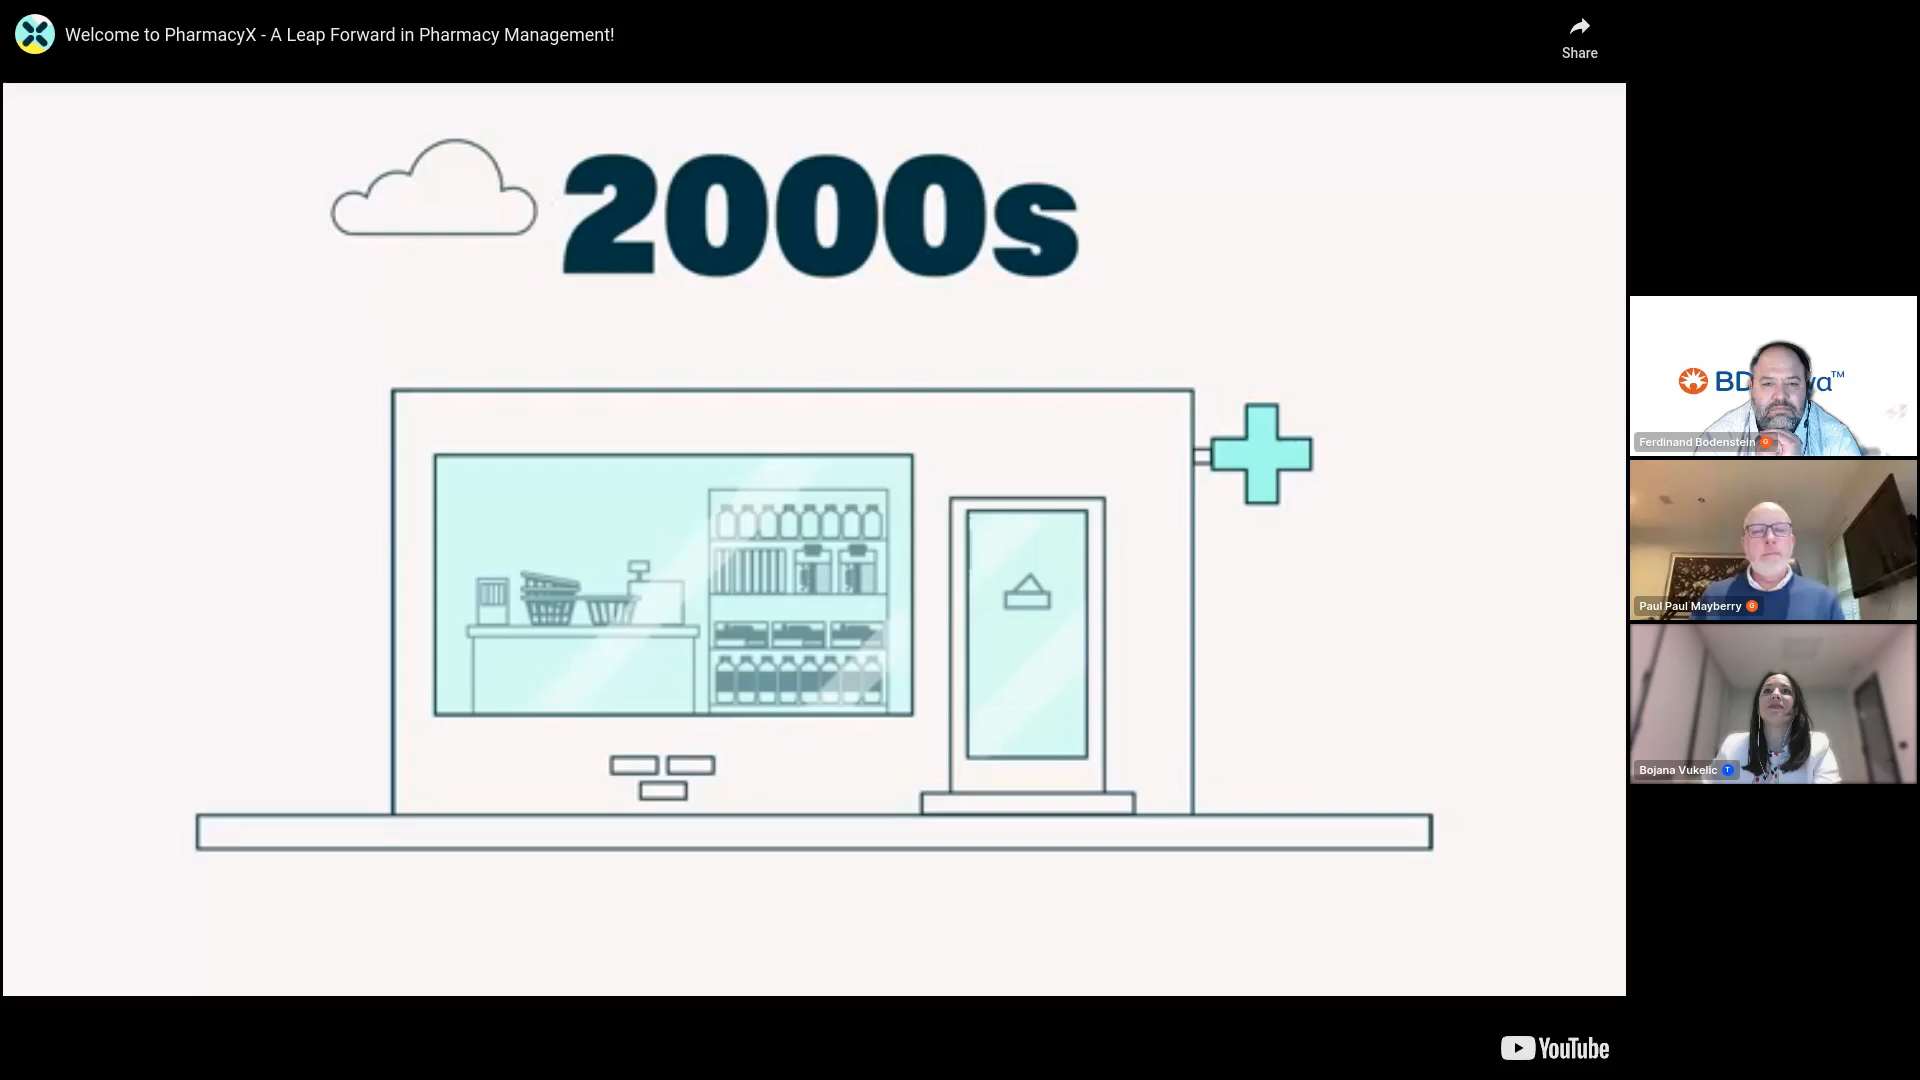 Welcome to PharmacyX - A Leap Forward in Pharmacy Management!
Share
2000s
BD
wa™
Ferdinand Bodenstein G
Paul Paul Mayberry G
Bojana Vukelic T
YouTube